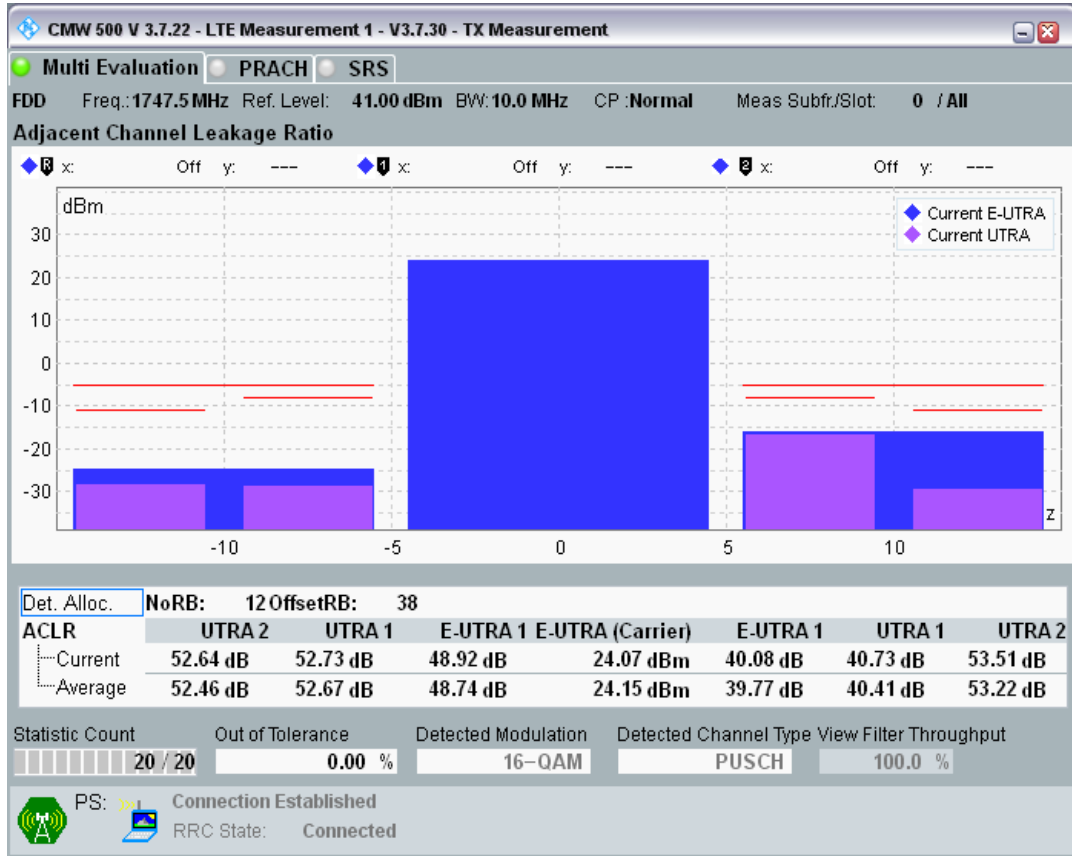 CMW 500 V 3.7.22 - LTE Measurement 1 - V3.7.30 - TX Measurement
Multi Evaluation PRACH SRS
FDD Freq.: 1747.5 MHz Ref. Level: 41.00 dBm BW: 10.0 MHz CP :Normal Meas Subfr./Slot: 0 / All
Adjacent Channel Leakage Ratio
R x: Off y: --- 1 x: Off y: --- 2 x: Off y: ---
dBm
Current E-UTRA
Current UTRA
30
20
10
0
-10
-20
-30
z
-10 -5 0 5 10
Det. Alloc. NoRB: 12 OffsetRB: 38
ACLR UTRA 2 UTRA 1 E-UTRA 1 E-UTRA (Carrier) E-UTRA 1 UTRA 1 UTRA 2
Current 52.64 dB 52.73 dB 48.92 dB 24.07 dBm 40.08 dB 40.73 dB 53.51 dB
Average 52.46 dB 52.67 dB 48.74 dB 24.15 dBm 39.77 dB 40.41 dB 53.22 dB
Statistic Count Out of Tolerance Detected Modulation Detected Channel Type View Filter Throughput
20 / 20 0.00 % 16-QAM PUSCH 100.0 %
PS: Connection Established
RRC State: Connected